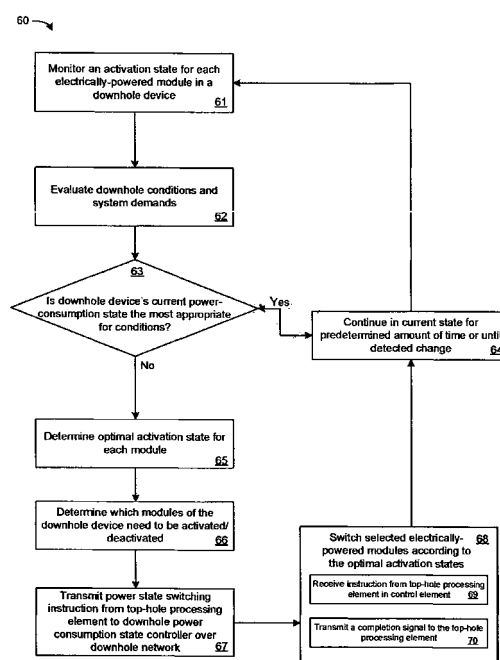 60
Monitor an activation state for each
electrically-powered module in a
downhole device
61
Evaluate downhole conditions and
system demands
62
63
Is downhole device's current power-
consumption state the most appropriate
for conditions?
Yes
No
Continue in current state for
predetermined amount of time or until
detected change
64
Determine optimal activation state for
each module
65
Determine which modules of the
downhole device need to be activated/
deactivated
66
Transmit power state switching
instruction from top-hole processing
element to downhole power
consumption state controller over
downhole network
67
Switch selected electrically-
powered modules according to
the optimal activation states
68
Receive instruction from top-hole processing
element in control element
69
Transmit a completion signal to the top-hole
processing element
70